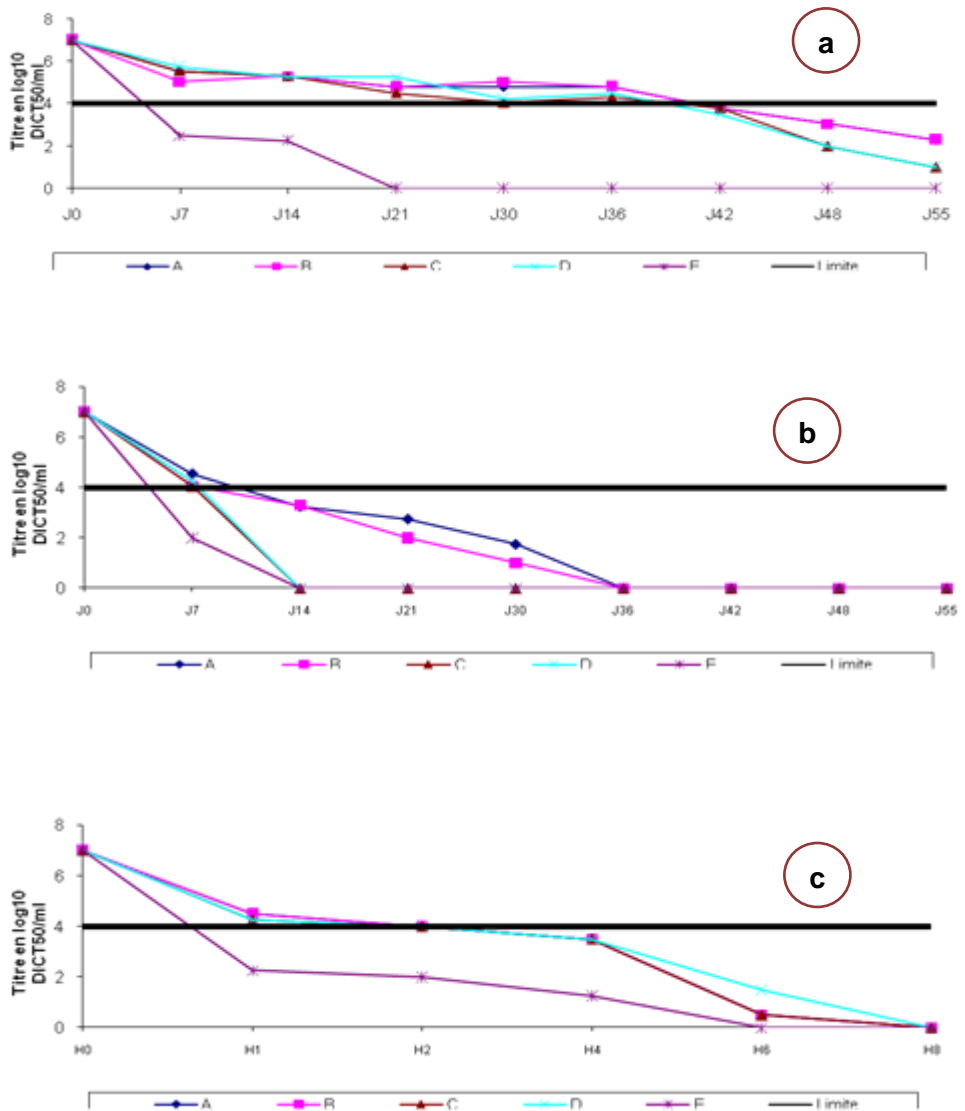 a
8
6
4
2
0
Titre en log10
DICT50/ml
J0 J7 J14 J21 J30 J36 J42 J48 J55
A B C D E Limite
b
8
6
4
2
0
Titre en log10
DICT50/ml
J0 J7 J14 J21 J30 J36 J42 J48 J55
A B C D E Limite
c
8
6
4
2
0
Titre en log10
DICT50/ml
H0 H1 H2 H4 H6 H8
A B C D E Limite